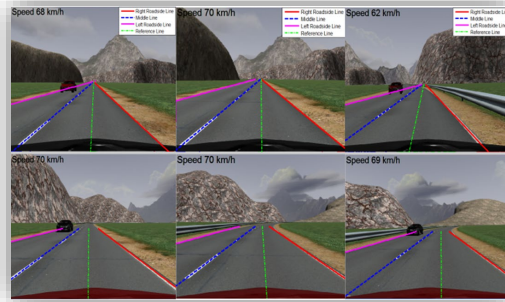 Speed 68 km/h
Right Roadside Line
Middle Line
Left Roadside Line
Reference Line
Speed 70 km/h
Right Roadside Line
Middle Line
Left Roadside Line
Reference Line
Speed 62 km/h
Right Roadside Line
Middle Line
Left Roadside Line
Reference Line
Speed 70 km/h
Speed 70 km/h
Speed 69 km/h